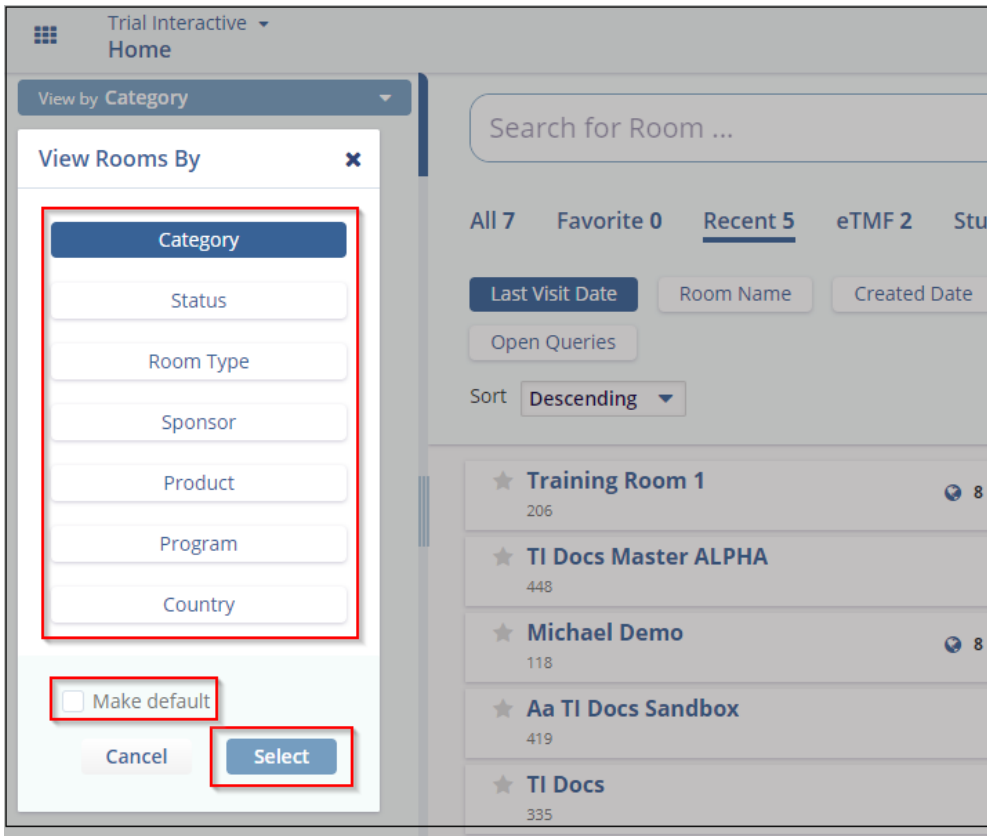 Trial Interactive
Home
View by Category
View Rooms By
Category
Status
Room Type
Sponsor
Product
Program
Country
Make default
Cancel
Select
Search for Room ...
All 7 Favorite 0 Recent 5 eTMF 2 Stu
Last Visit Date Room Name Created Date
Open Queries
Sort Descending
Training Room 1
8
206
TI Docs Master ALPHA
448
Michael Demo
8
118
Aa TI Docs Sandbox
419
TI Docs
335